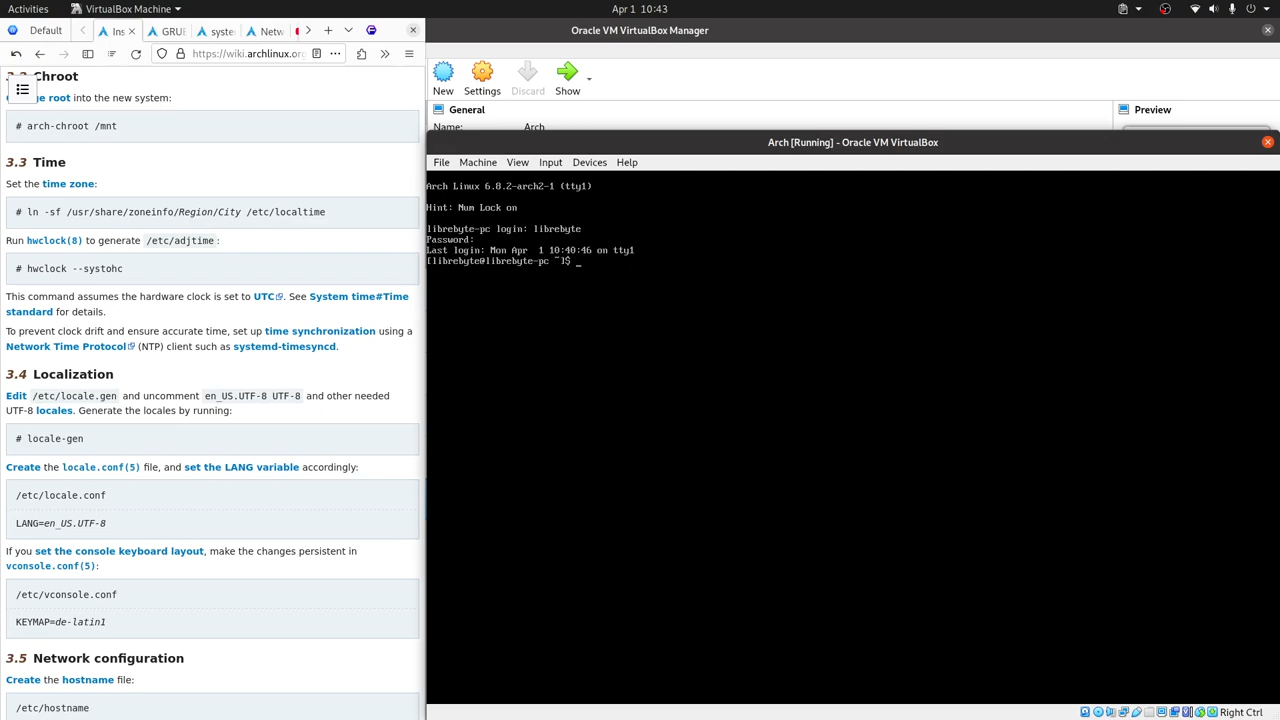 Activities
VirtualBox Machine
Apr 1 10:43
Default
Ins
GRUB
syste
Netw
Oracle VM VirtualBox Manager
https://wiki.archlinux.org
New
Settings
Discard
Show
General
Preview
Name:
Arch
3.2 Chroot
root into the new system:
# arch-chroot /mnt
3.3 Time
Set the time zone:
# ln -sf /usr/share/zoneinfo/Region/City /etc/localtime
Run hwclock(8) to generate /etc/adjtime:
# hwclock --systohc
This command assumes the hardware clock is set to UTC. See System time#Time
standard for details.
To prevent clock drift and ensure accurate time, set up time synchronization using a
Network Time Protocol (NTP) client such as systemd-timesyncd.
3.4 Localization
Edit /etc/locale.gen and uncomment en_US.UTF-8 UTF-8 and other needed
UTF-8 locales. Generate the locales by running:
# locale-gen
Create the locale.conf(5) file, and set the LANG variable accordingly:
/etc/locale.conf
LANG=en_US.UTF-8
If you set the console keyboard layout, make the changes persistent in
vconsole.conf(5):
/etc/vconsole.conf
KEYMAP=de-latin1
3.5 Network configuration
Create the hostname file:
/etc/hostname
Arch [Running] - Oracle VM VirtualBox
File Machine View Input Devices Help
Arch Linux 6.8.2-arch2-1 (tty1)
Hint: Num Lock on
librebyte-pc login: librebyte
Password:
Last login: Mon Apr  1 10:40:46 on tty1
[librebyte@librebyte-pc ~]$ _
Right Ctrl